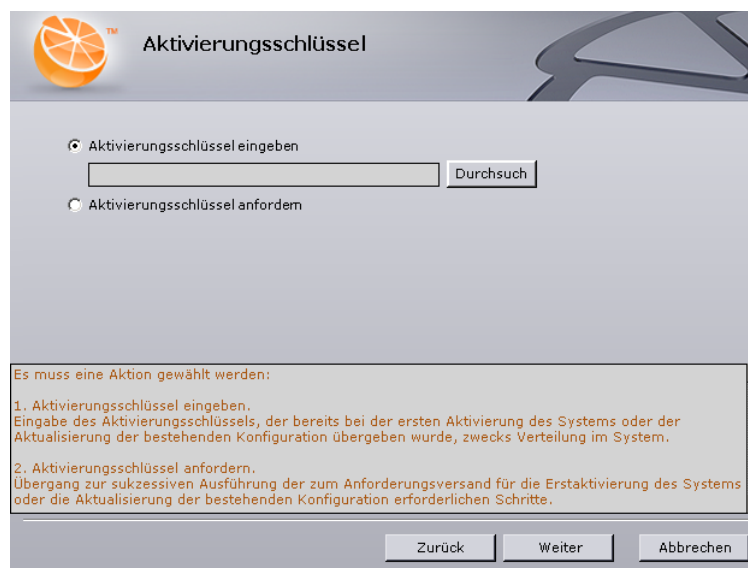 TM
Aktivierungsschlüssel
Aktivierungsschlüssel eingeben
Durchsuch
Aktivierungsschlüssel anfordern
Es muss eine Aktion gewählt werden:
1. Aktivierungsschlüssel eingeben.
Eingabe des Aktivierungsschlüssels, der bereits bei der ersten Aktivierung des Systems oder der
Aktualisierung der bestehenden Konfiguration übergeben wurde, zwecks Verteilung im System.
2. Aktivierungsschlüssel anfordern.
Übergang zur sukzessiven Ausführung der zum Anforderungsversand für die Erstaktivierung des Systems
oder die Aktualisierung der bestehenden Konfiguration erforderlichen Schritte.
Zurück
Weiter
Abbrechen